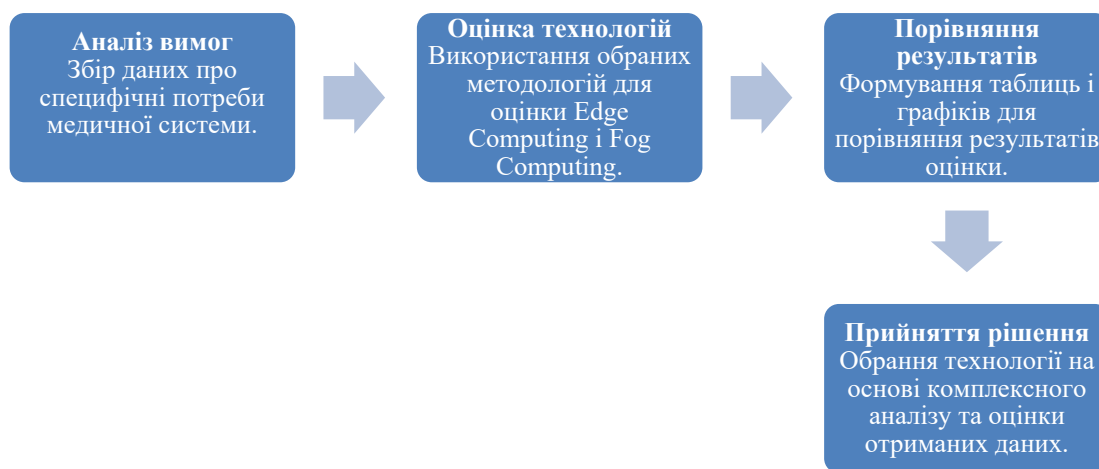 Аналіз вимог
Збір даних про
специфічні потреби
медичної системи.
Оцінка технологій
Використання обраних
методологій для
оцінки Edge
Computing і Fog
Computing.
Порівняння
результатів
Формування таблиць і
графіків для
порівняння результатів
оцінки.
Прийняття рішення
Обрання технології на
основі комплексного
аналізу та оцінки
отриманих даних.